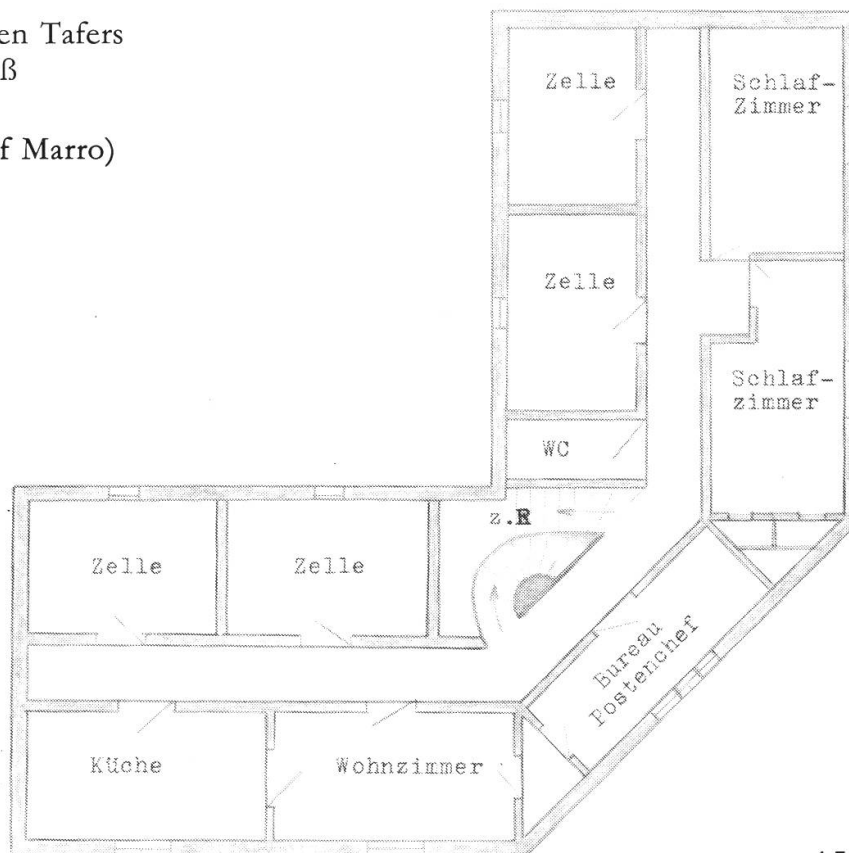 en Tafers
ß
f Marro)
Zelle
Schlaf-
Zimmer
Zelle
Schlaf-
zimmer
WC
z.R
Zelle
Zelle
Bureau
Postenchef
Küche
Wohnzimmer